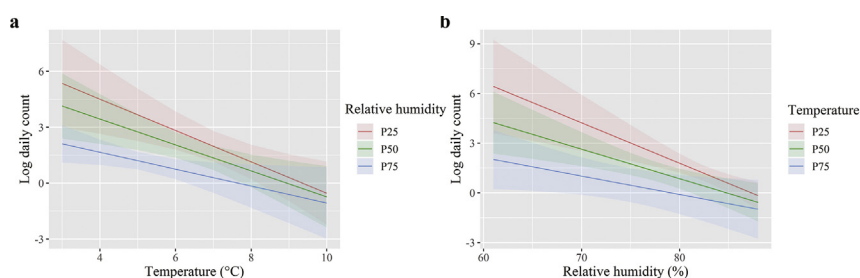 a
Log daily count
6
3
0
-3
4
6
8
10
Temperature (°C)
Relative humidity
P25
P50
P75
b
Log daily count
9
6
3
0
-3
60
70
80
Relative humidity (%)
Temperature
P25
P50
P75